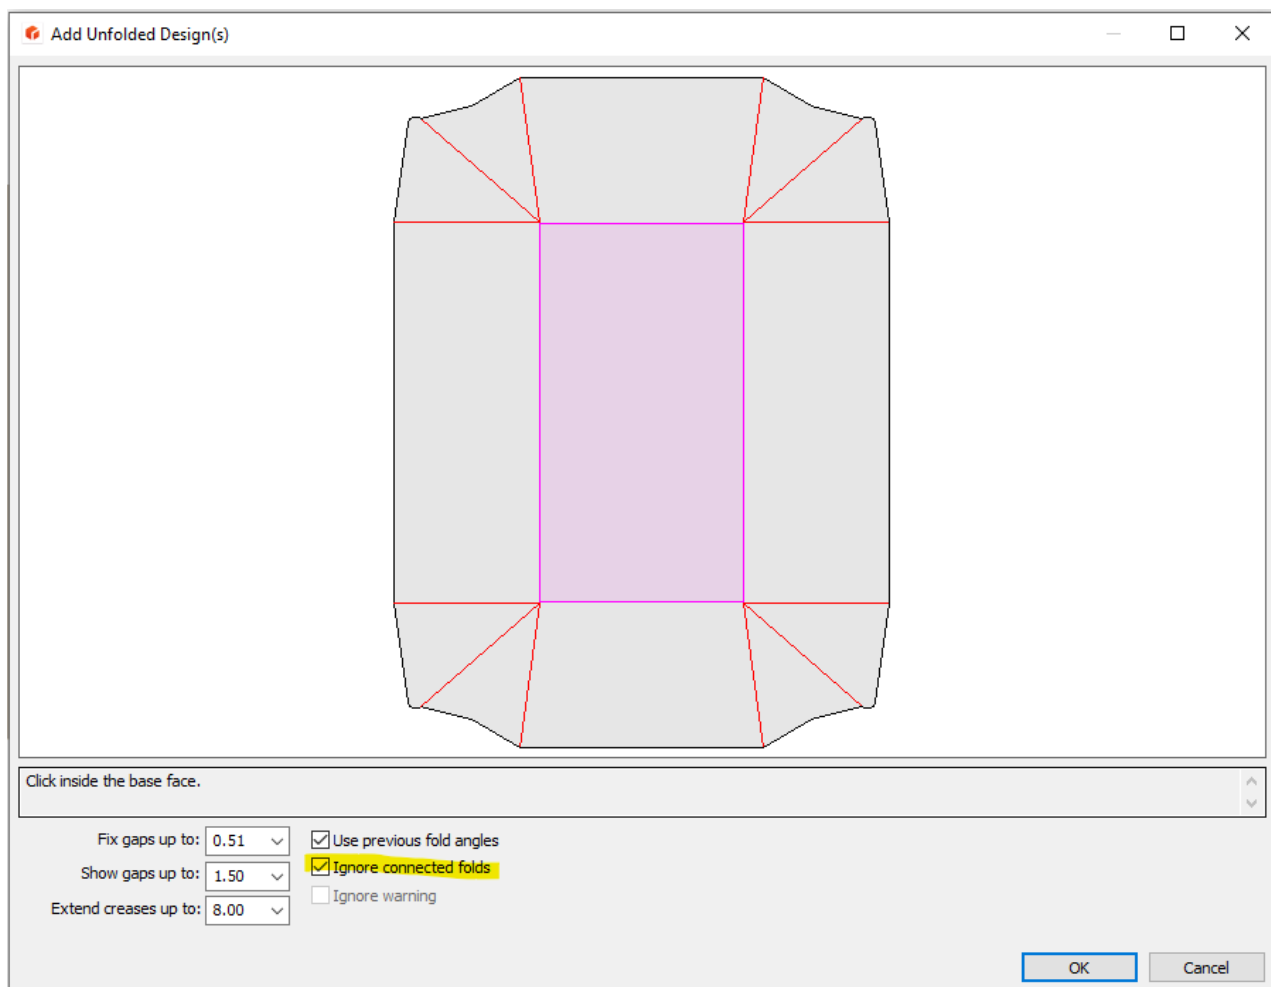 Add Unfolded Design(s)
Click inside the base face.
Fix gaps up to: 0.51
Use previous fold angles
Show gaps up to: 1.50
Ignore connected folds
Extend creases up to: 8.00
Ignore warning
OK
Cancel